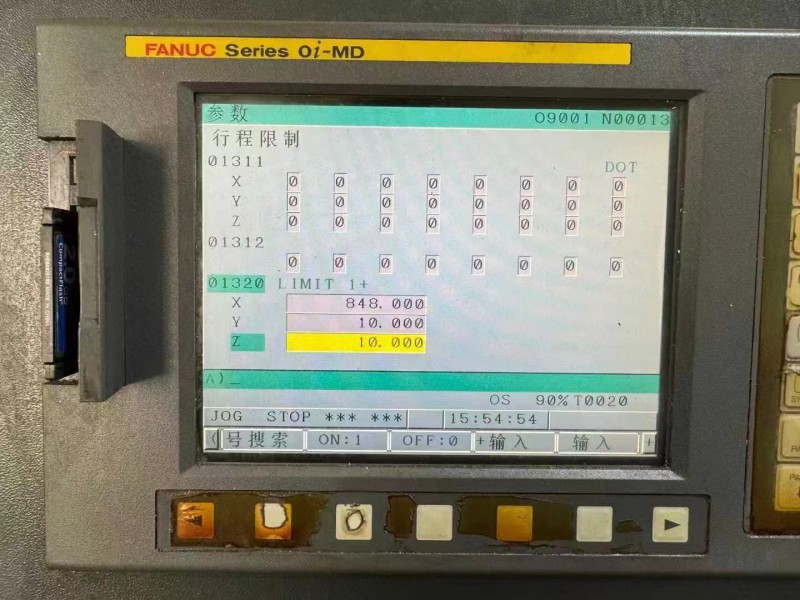 FANUC Series 0i-MD
参数 O9001 N00013
行程限制
01311 DOT
X 0 0 0 0 0 0 0 0
Y 0 0 0 0 0 0 0 0
Z 0 0 0 0 0 0 0 0
01312
0 0 0 0 0 0 0 0
01320 LIMIT 1+
X 848.000
Y 10.000
Z 10.000
A)_
OS 90% T0020
JOG STOP *** *** 15:54:54
( 号搜索 ON:1 OFF:0 +输入 输入 +
CompactFlash